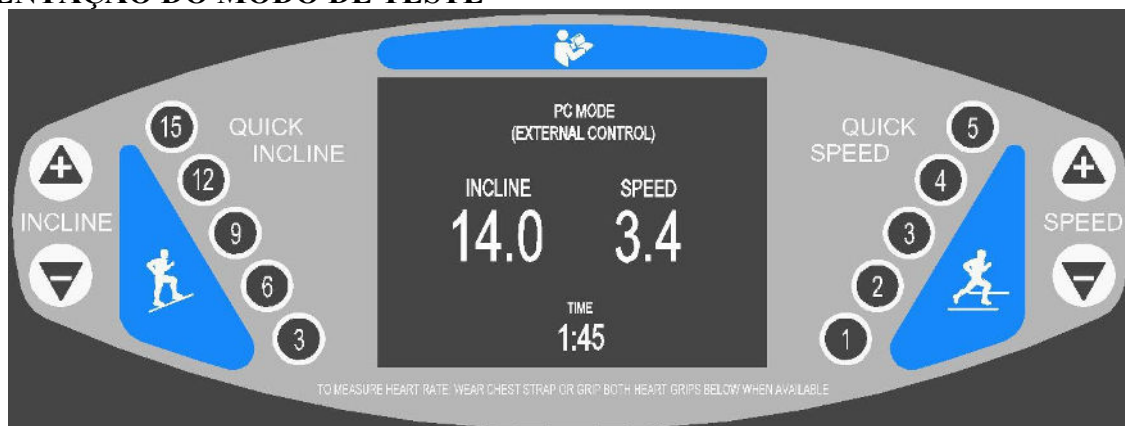 ENTAÇÃO DO MODO DE TESTE
PC MODE
(EXTERNAL CONTROL)
INCLINE
SPEED
14.0
3.4
TIME
1:45
15
12
9
6
3
QUICK
INCLINE
INCLINE
QUICK
SPEED
5
4
3
2
1
SPEED
TO MEASURE HEART RATE, WEAR CHEST STRAP OR GRIP BOTH HEART GRIPS BELOW WHEN AVAILABLE